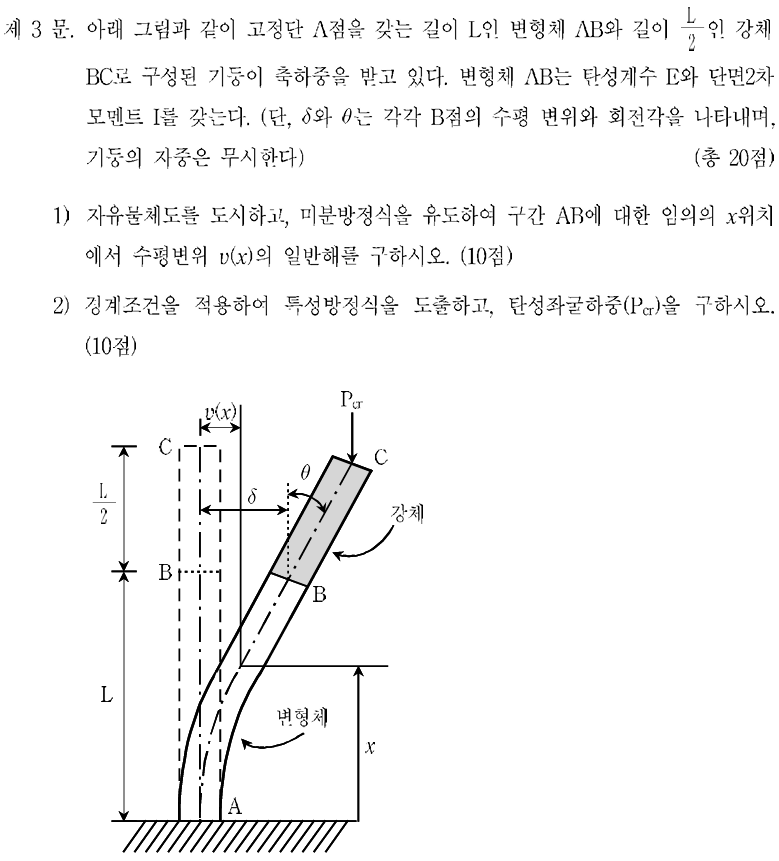 제 3 문. 아래 그림과 같이 고정단 A점을 갖는 길이 L인 변형체 AB와 길이 L/2인 강체
BC로 구성된 기둥이 축하중을 받고 있다. 변형체 AB는 탄성계수 E와 단면2차
모멘트 I를 갖는다. (단, δ와 θ는 각각 B점의 수평 변위와 회전각을 나타내며,
기둥의 자중은 무시한다) (총 20점)
1) 자유물체도를 도시하고, 미분방정식을 유도하여 구간 AB에 대한 임의의 x위치
에서 수평변위 v(x)의 일반해를 구하시오. (10점)
2) 경계조건을 적용하여 특성방정식을 도출하고, 탄성좌굴하중(Pcr)을 구하시오.
(10점)
Pcr
v(x)
C
C
θ
L/2
δ
강체
B
B
L
변형체
x
A